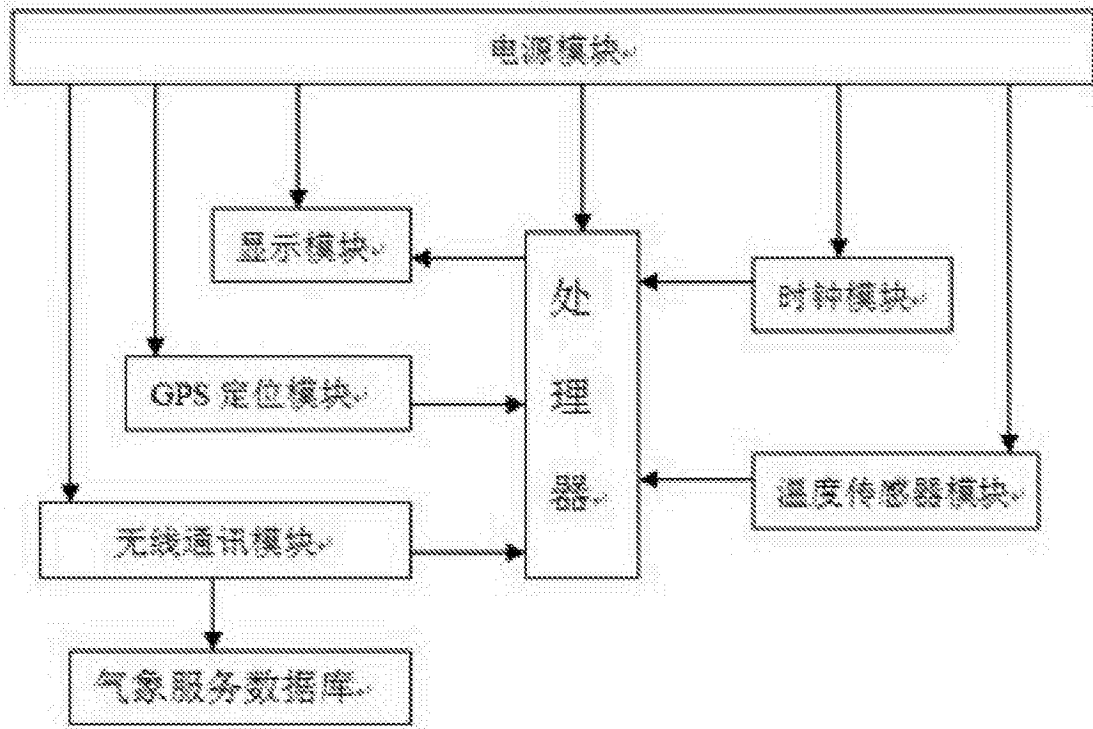 电源模块
显示模块
处理器
时钟模块
GPS 定位模块
温度传感器模块
无线通讯模块
气象服务数据库